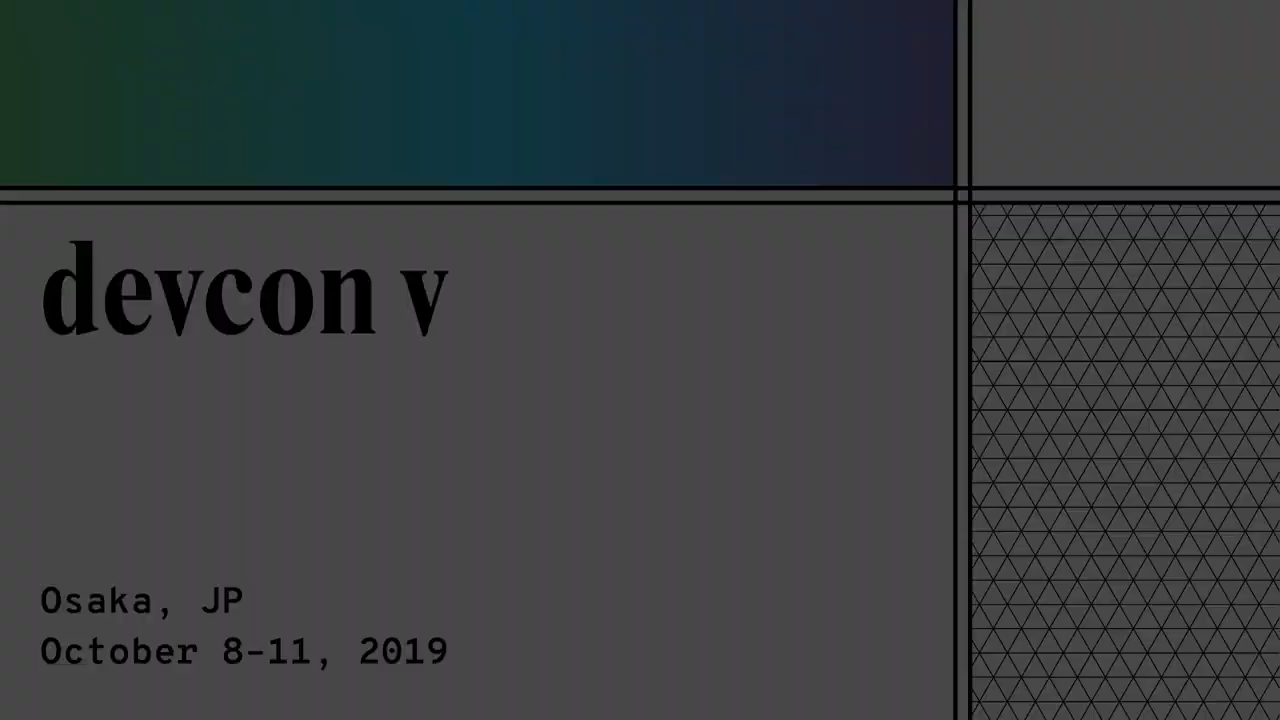 devcon v
Osaka, JP
October 8-11, 2019